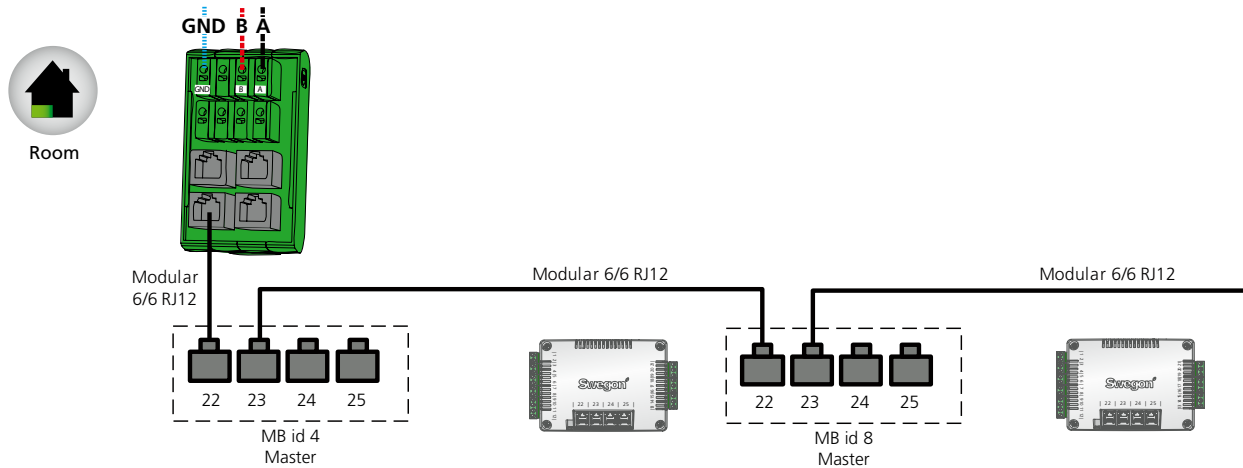 GND B A
GND B A
Room
Modular
6/6 RJ12
Modular 6/6 RJ12
Modular 6/6 RJ12
22 23 24 25
MB id 4
Master
Swegon
22 | 23 | 24 | 25 |
22 23 24 25
MB id 8
Master
Swegon
22 | 23 | 24 | 25 |